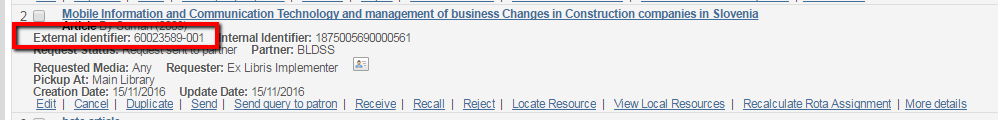 2 Mobile Information and Communication Technology and management of business Changes in Construction companies in Slovenia
Article By Suman (2009)
External identifier: 60023589-001 Internal Identifier: 1875005690000561
Request Status: Request sent to partner Partner: BLDSS
Requested Media: Any Requester: Ex Libris Implementer
Pickup At: Main Library
Creation Date: 15/11/2016 Update Date: 15/11/2016
Edit | Cancel | Duplicate | Send | Send query to patron | Receive | Recall | Reject | Locate Resource | View Local Resources | Recalculate Rota Assignment | More details